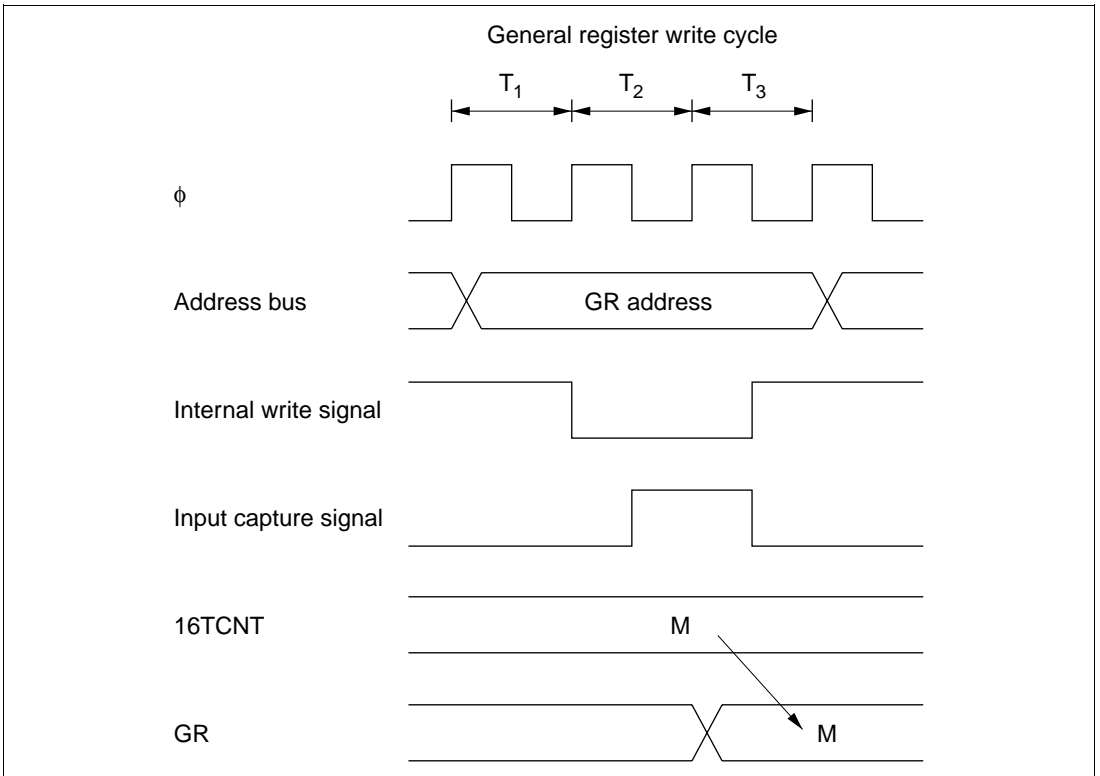 General register write cycle
T1 T2 T3
φ
Address bus
GR address
Internal write signal
Input capture signal
16TCNT
M
GR
M